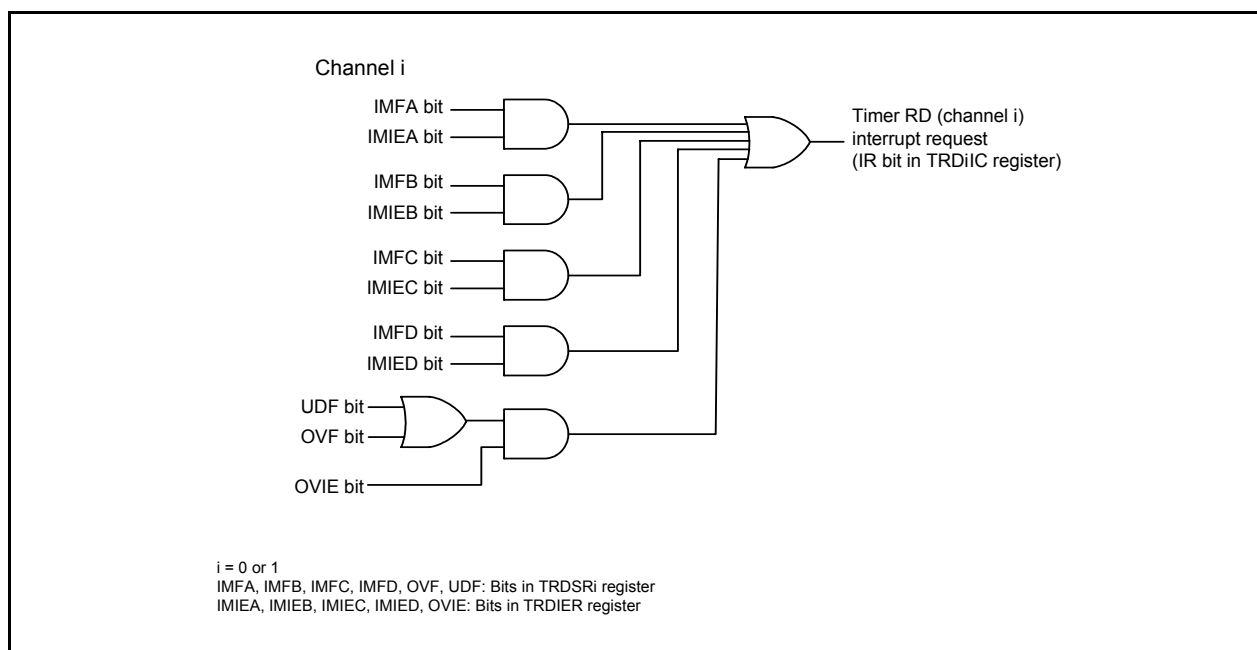 Channel i
IMFA bit
IMIEA bit
IMFB bit
IMIEB bit
IMFC bit
IMIEC bit
IMFD bit
IMIED bit
UDF bit
OVF bit
OVIE bit
Timer RD (channel i)
interrupt request
(IR bit in TRDiIC register)
i = 0 or 1
IMFA, IMFB, IMFC, IMFD, OVF, UDF: Bits in TRDSRi register
IMIEA, IMIEB, IMIEC, IMIED, OVIE: Bits in TRDIER register